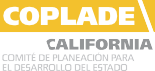 COPLADE
CALIFORNIA
COMITÉ DE PLANEACIÓN PARA
EL DESARROLLO DEL ESTADO